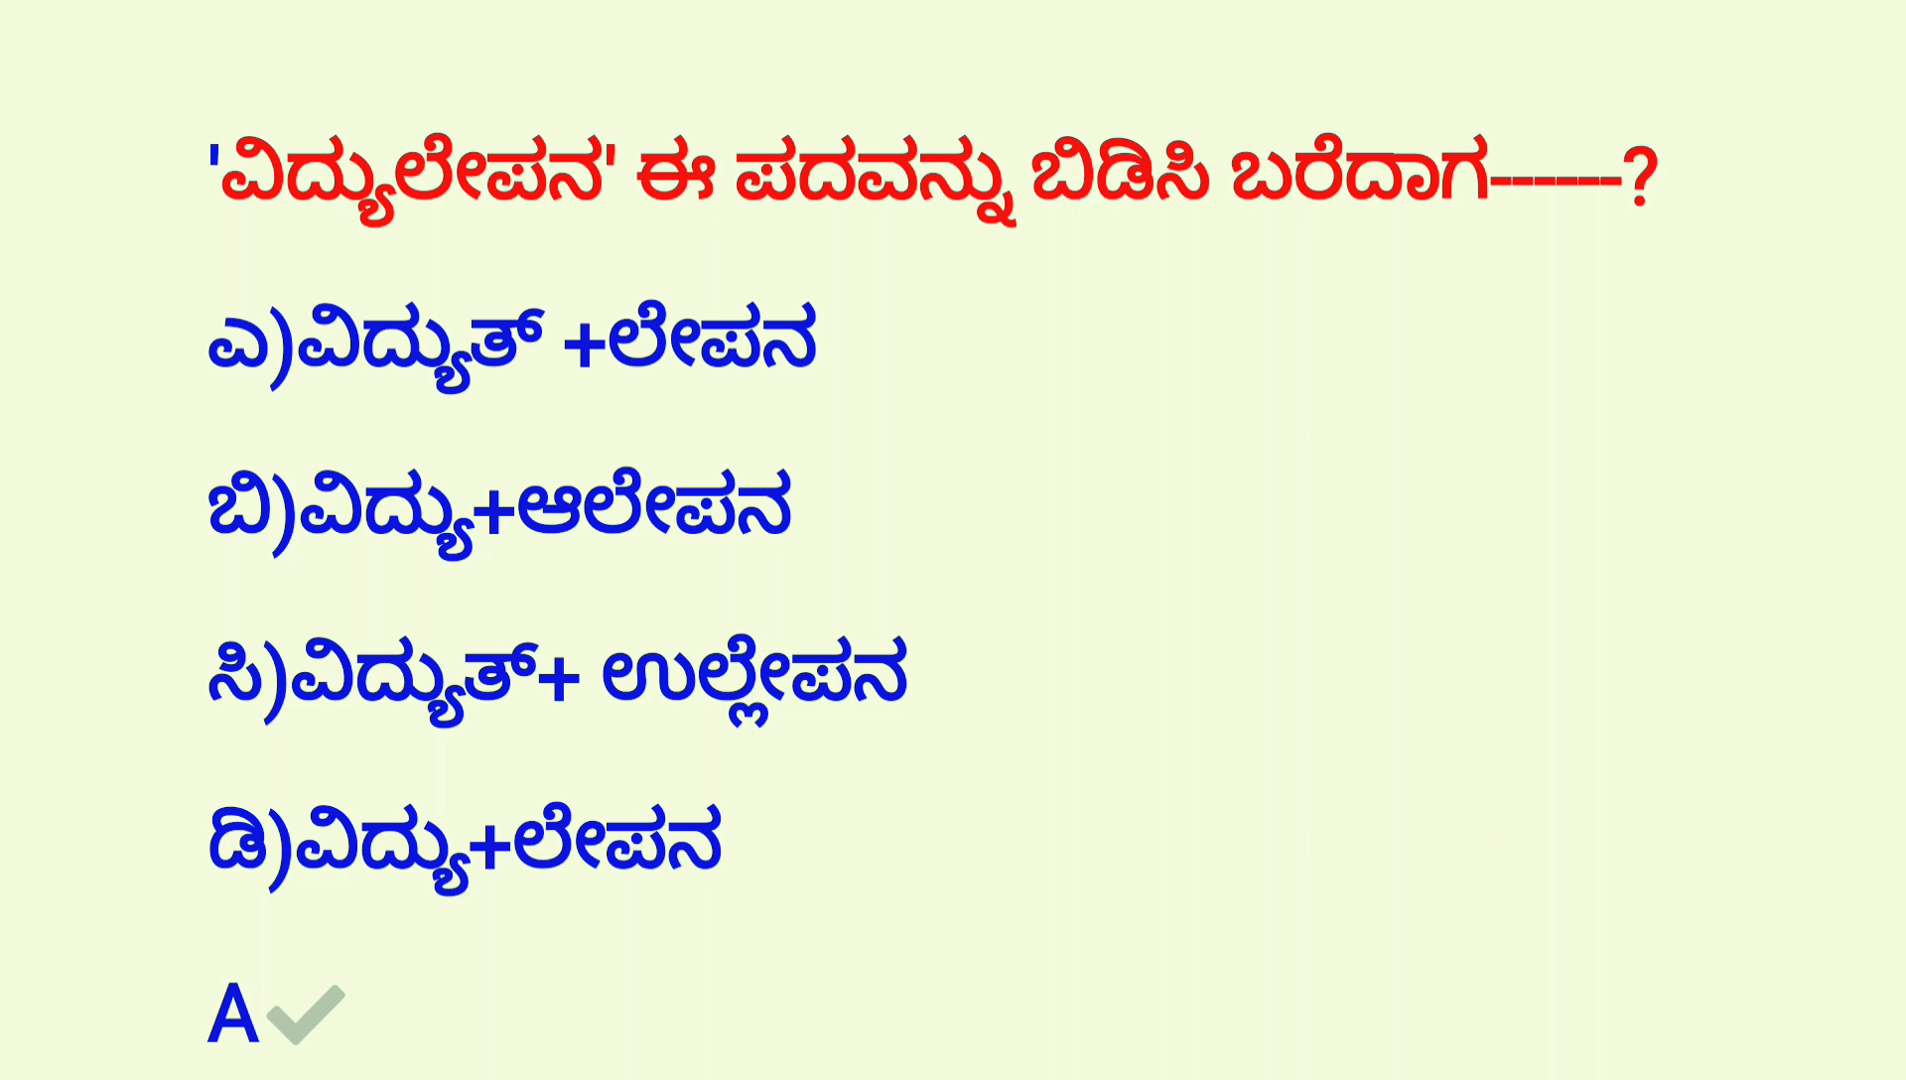 'ವಿದ್ಯುಲೇಪನ' ಈ ಪದವನ್ನು ಬಿಡಿಸಿ ಬರೆದಾಗ------?
ಎ)ವಿದ್ಯುತ್ +ಲೇಪನ
ಬಿ)ವಿದ್ಯು+ಆಲೇಪನ
ಸಿ)ವಿದ್ಯುತ್+ ಉಲ್ಲೇಪನ
ಡಿ)ವಿದ್ಯು+ಲೇಪನ
A✔